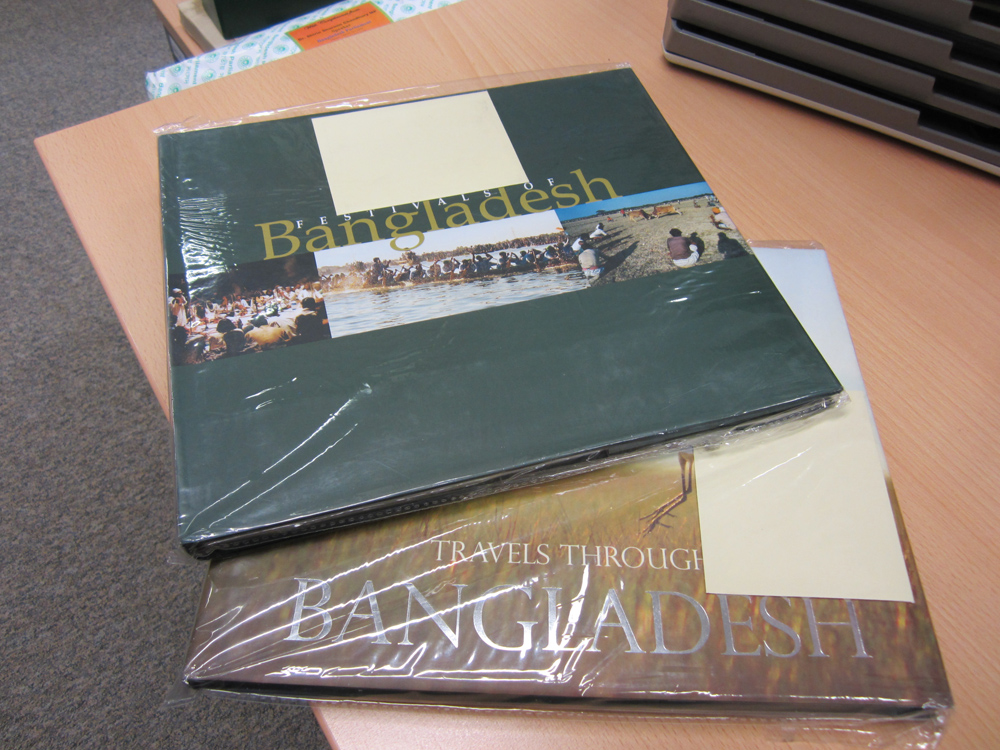 FESTIVALS OF
Bangladesh
TRAVELS THROUGH
BANGLADESH